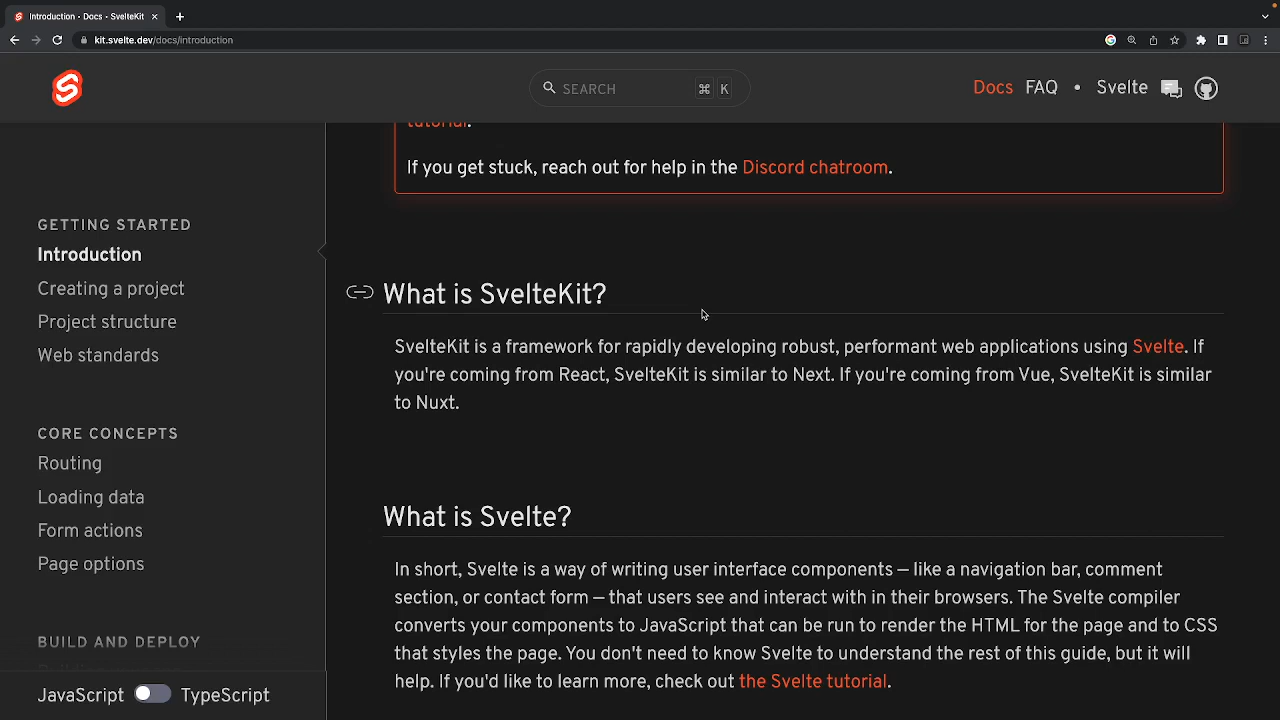 Introduction • Docs • SvelteKit
kit.svelte.dev/docs/introduction
SEARCH
⌘ K
Docs FAQ • Svelte
tutorial.
If you get stuck, reach out for help in the Discord chatroom.
GETTING STARTED
Introduction
Creating a project
Project structure
Web standards
CORE CONCEPTS
Routing
Loading data
Form actions
Page options
BUILD AND DEPLOY
JavaScript TypeScript
What is SvelteKit?
SvelteKit is a framework for rapidly developing robust, performant web applications using Svelte. If
you're coming from React, SvelteKit is similar to Next. If you're coming from Vue, SvelteKit is similar
to Nuxt.
What is Svelte?
In short, Svelte is a way of writing user interface components — like a navigation bar, comment
section, or contact form — that users see and interact with in their browsers. The Svelte compiler
converts your components to JavaScript that can be run to render the HTML for the page and to CSS
that styles the page. You don't need to know Svelte to understand the rest of this guide, but it will
help. If you'd like to learn more, check out the Svelte tutorial.